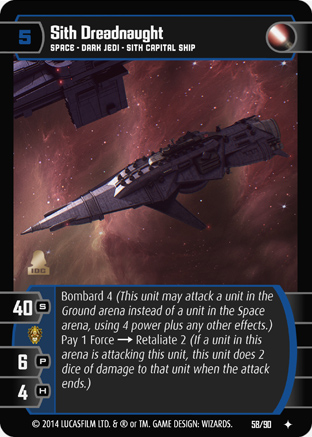 5
Sith Dreadnaught
SPACE • DARK JEDI • SITH CAPITAL SHIP
IDC
40 S
6 P
4 H
Bombard 4 (This unit may attack a unit in the
Ground arena instead of a unit in the Space
arena, using 4 power plus any other effects.)
Pay 1 Force → Retaliate 2 (If a unit in this
arena is attacking this unit, this unit does 2
dice of damage to that unit when the attack
ends.)
© 2014 LUCASFILM LTD. & ® or TM. GAME DESIGN: WIZARDS. 58/90